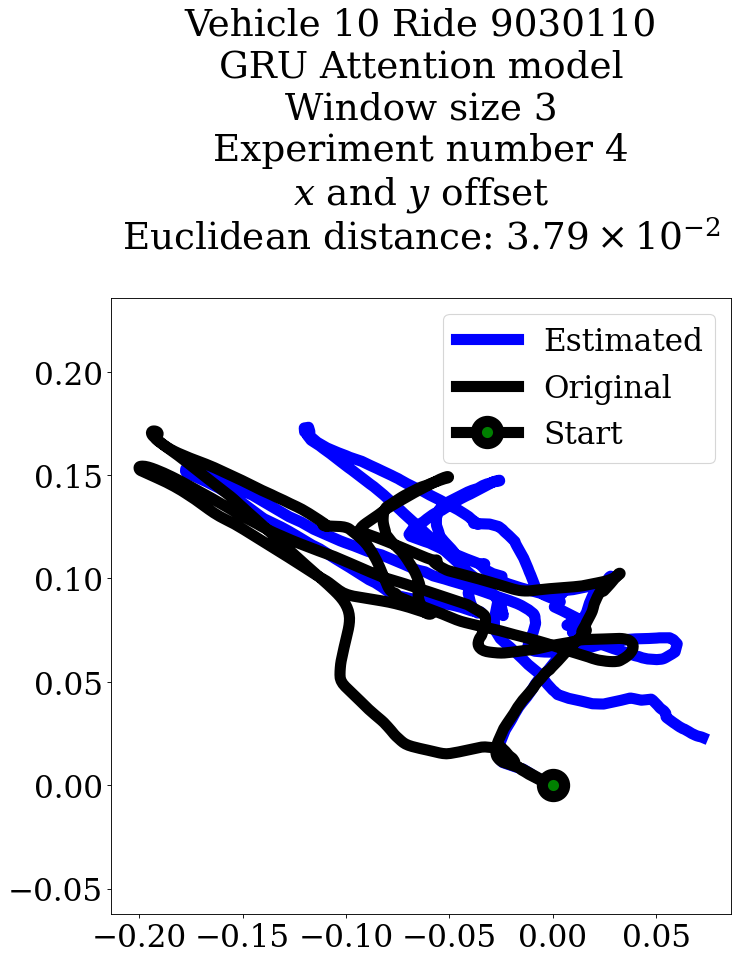 Vehicle 10 Ride 9030110
GRU Attention model
Window size 3
Experiment number 4
x and y offset
Euclidean distance: 3.79 × 10⁻²
Estimated
Original
Start
0.20
0.15
0.10
0.05
0.00
−0.05
−0.20 −0.15 −0.10 −0.05 0.00 0.05